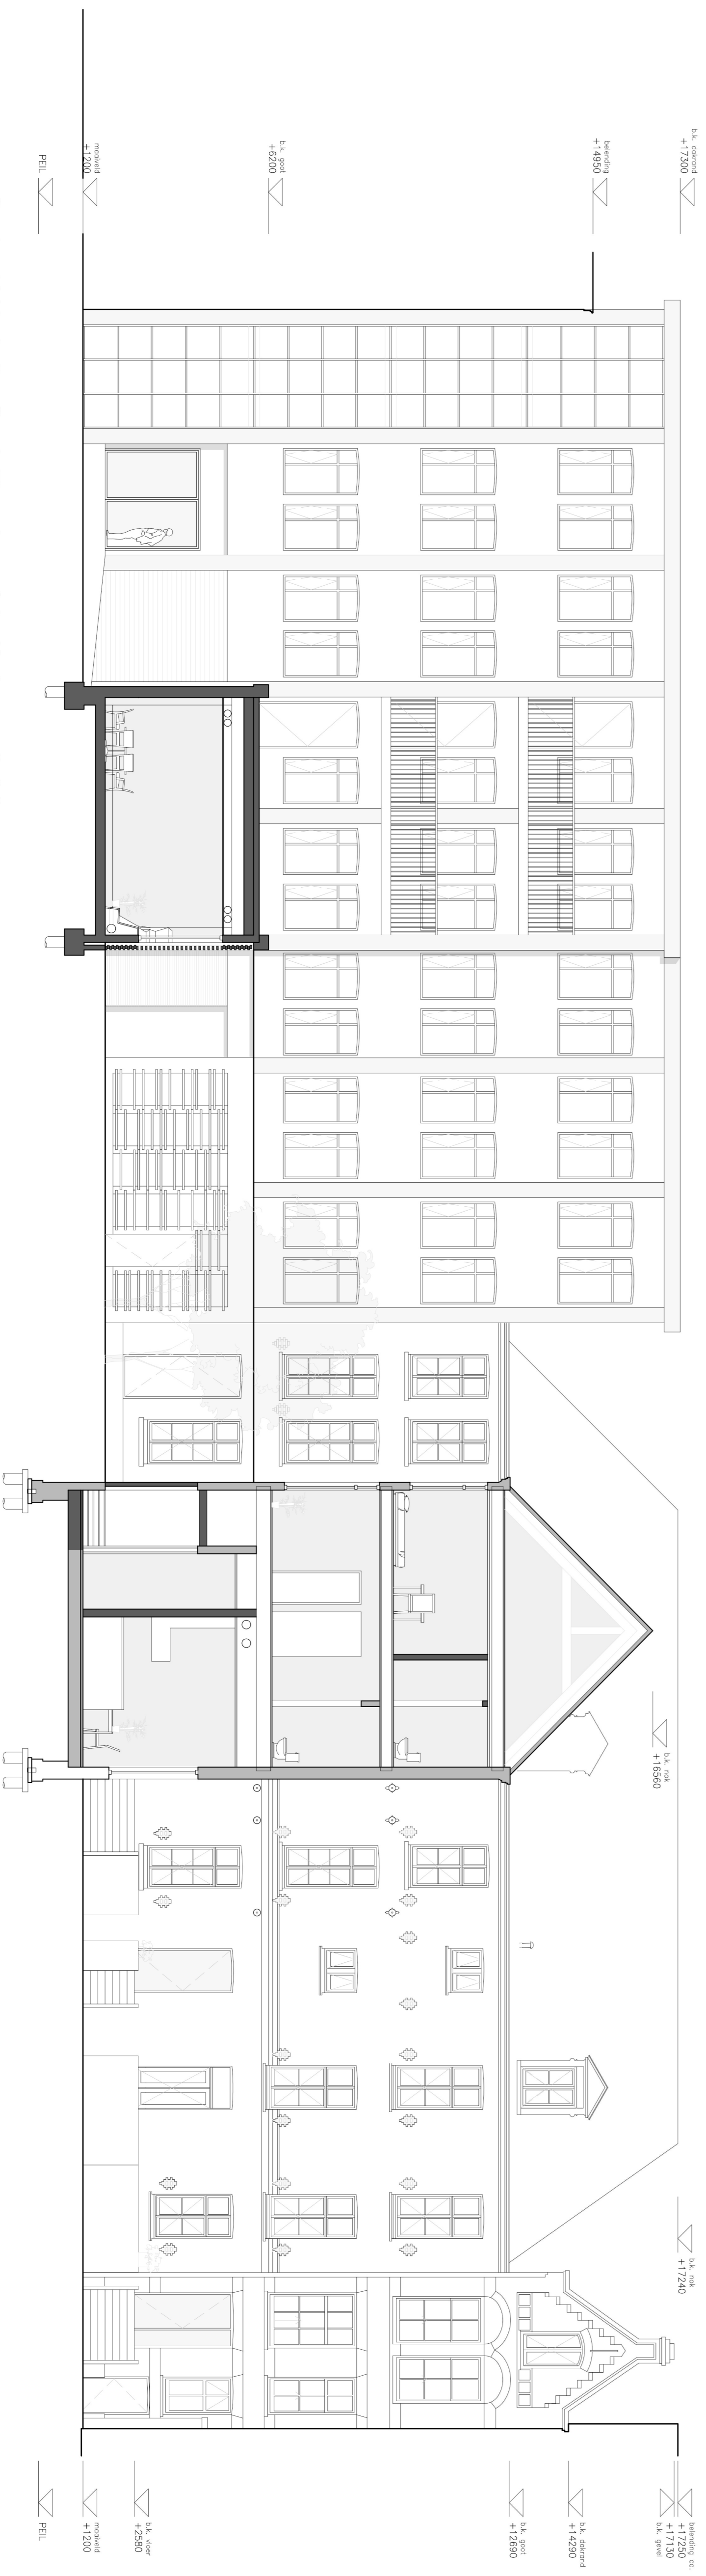 b.k. dakrand
+17300
belending
+14950
b.k. goot
+6200
maaiveld
+1200
PEIL
b.k. nok
+16560
b.k. nok
+17240
belending ca.
+17250
+17130
b.k. gevel
b.k. dakrand
+14290
b.k. goot
+12690
b.k. vloer
+2580
maaiveld
+1200
PEIL